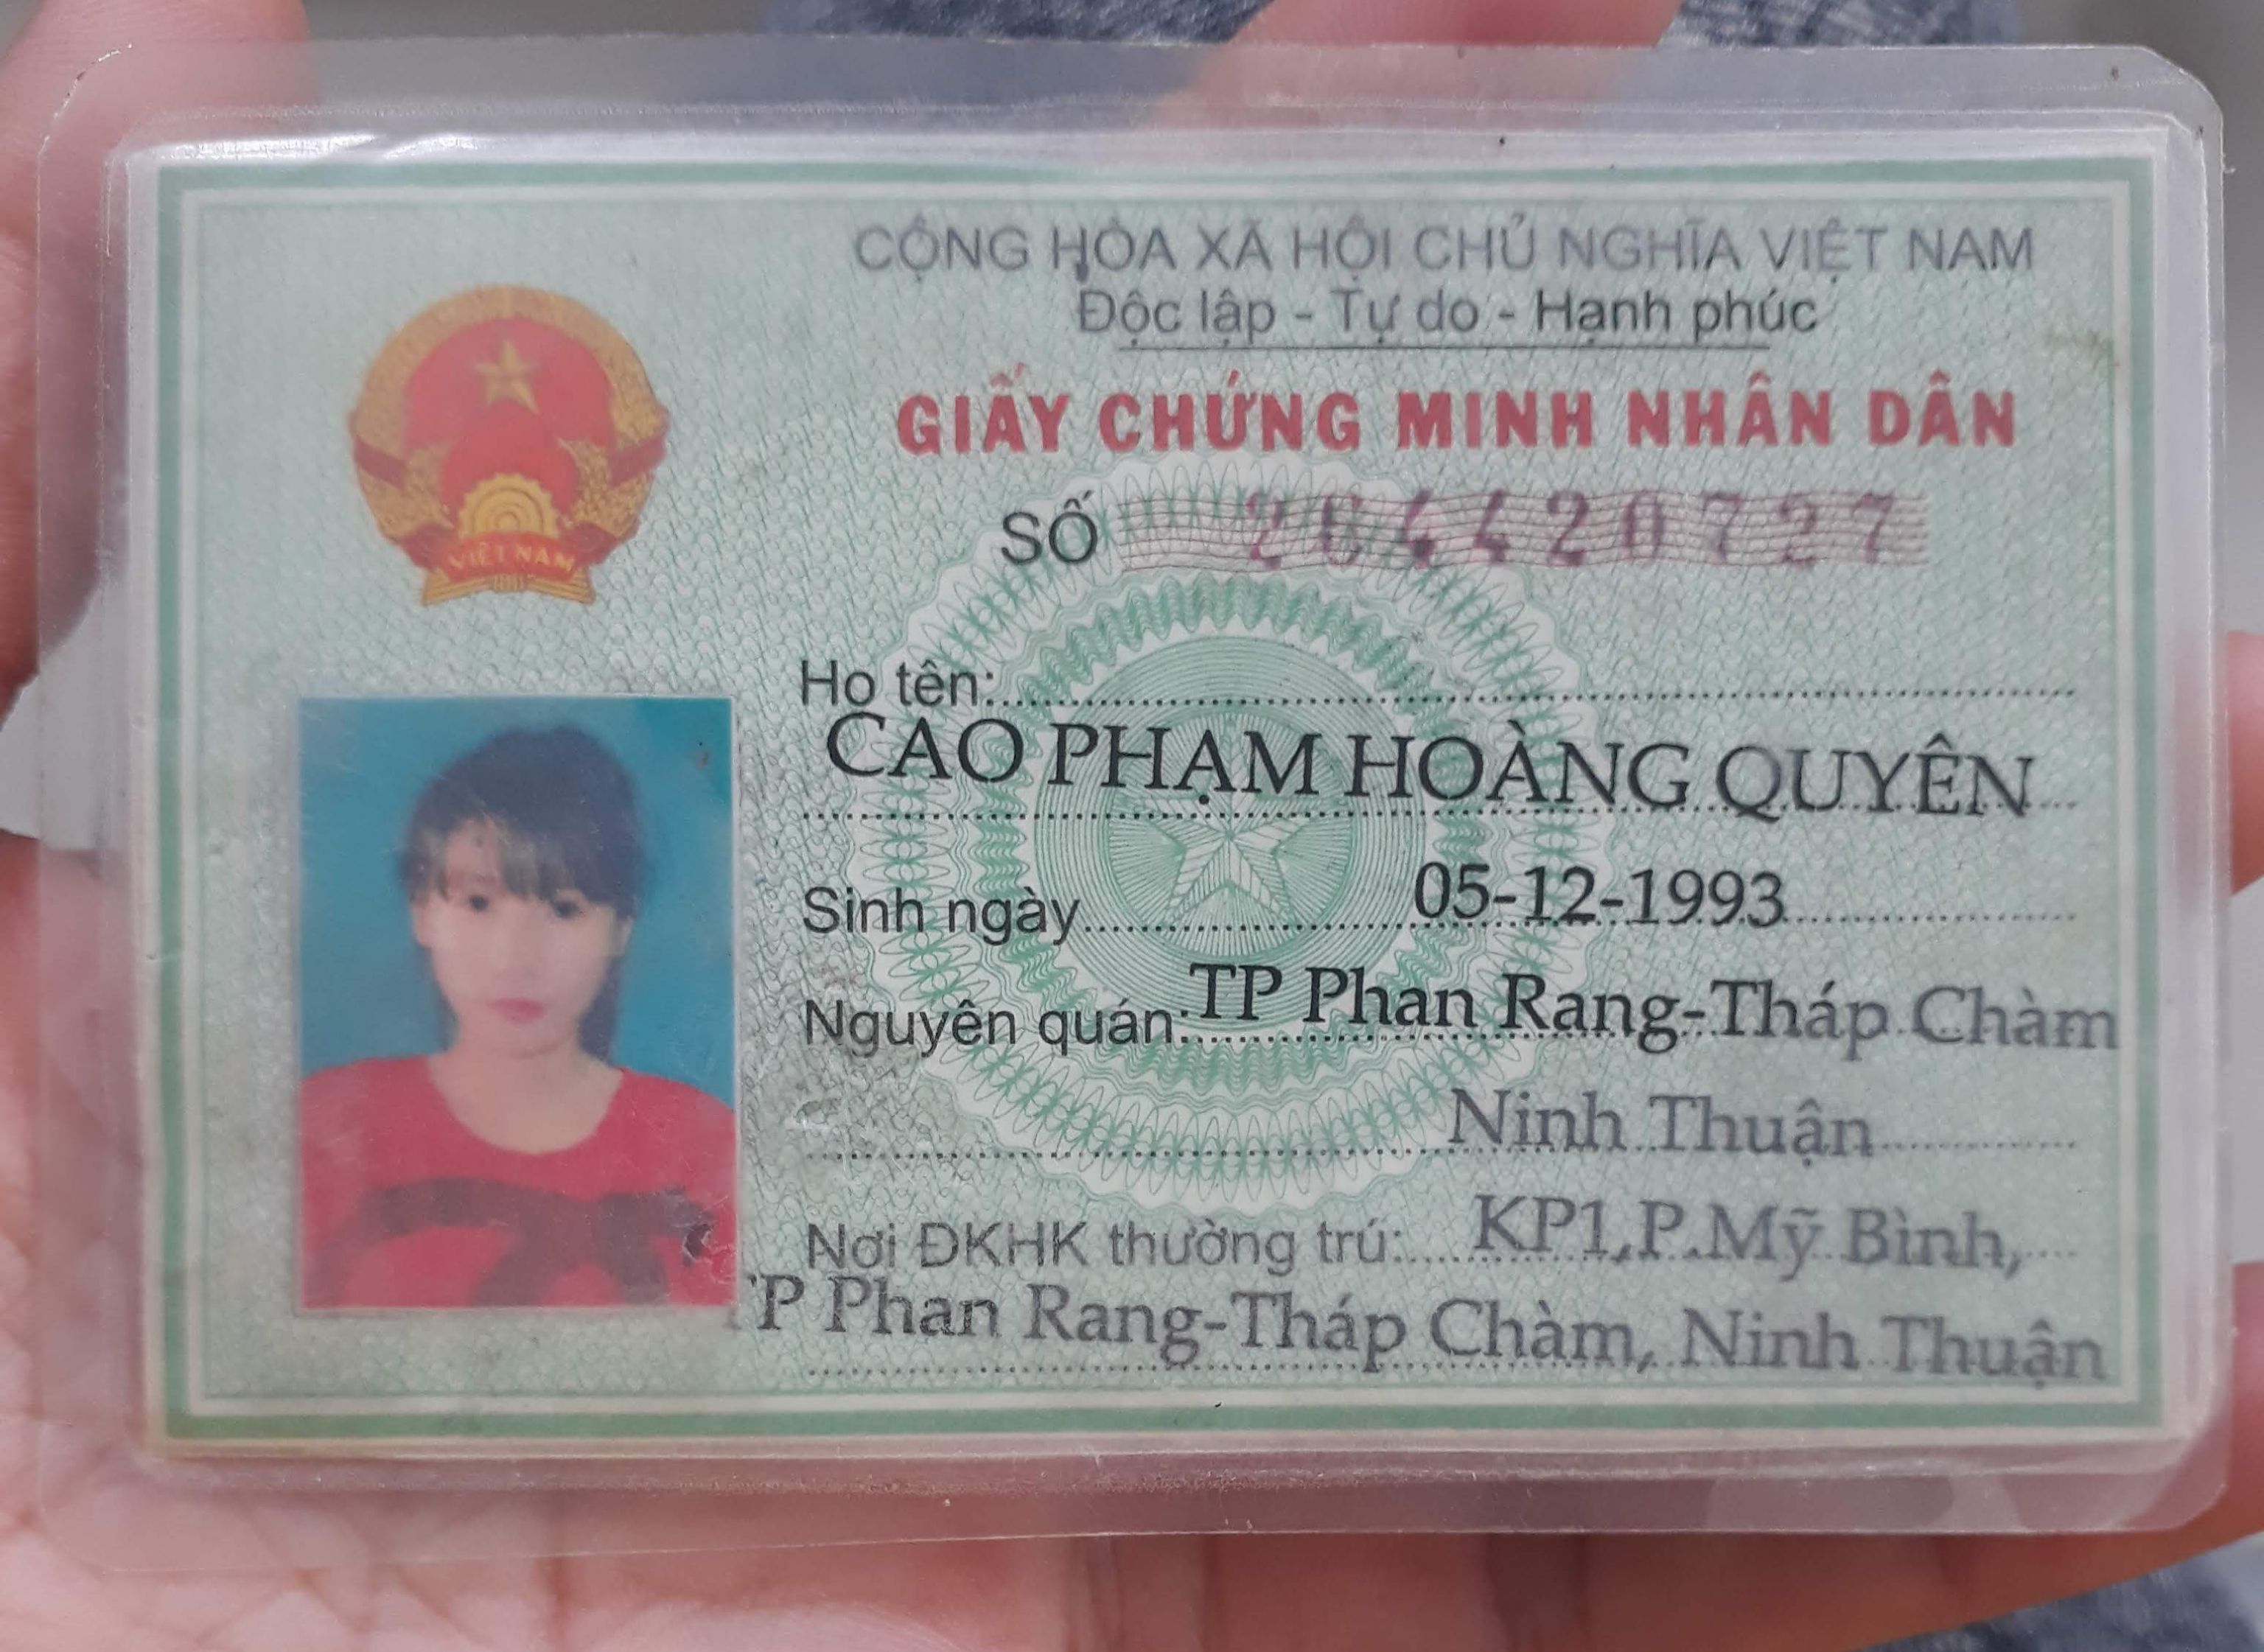 CỘNG HÒA XÃ HỘI CHỦ NGHĨA VIỆT NAM
Độc lập - Tự do - Hạnh phúc
GIẤY CHỨNG MINH NHÂN DÂN
SỐ 264420727
VIỆT NAM
Họ tên:
CAO PHẠM HOÀNG QUYÊN
Sinh ngày 05-12-1993
Nguyên quán: TP Phan Rang-Tháp Chàm
Ninh Thuận
Nơi ĐKHK thường trú: KP1,P.Mỹ Bình,
TP Phan Rang-Tháp Chàm, Ninh Thuận